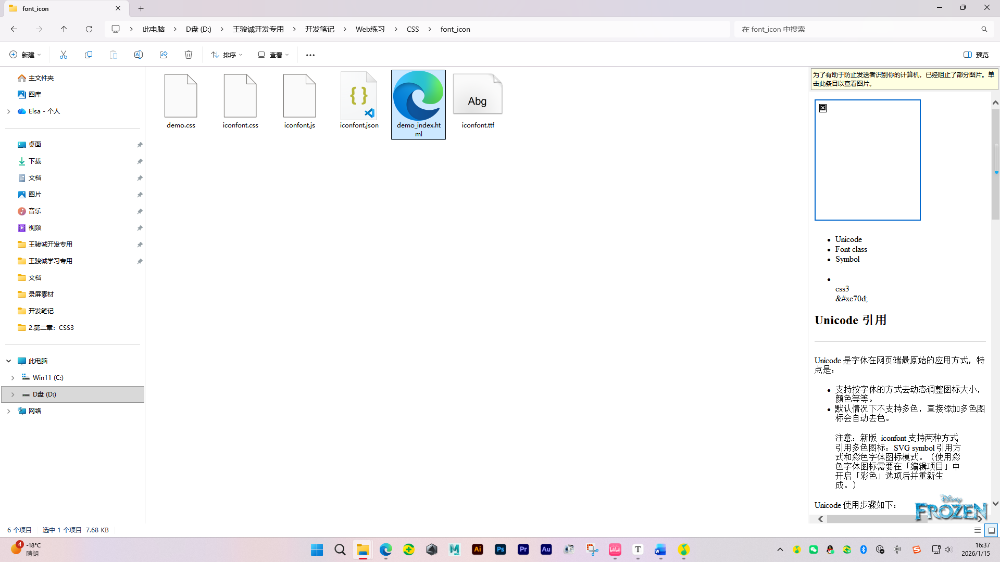 font_icon
此电脑
D盘 (D:)
王骏诚开发专用
开发笔记
Web练习
CSS
font_icon
在 font_icon 中搜索
新建
排序
查看
预览
主文件夹
图库
Elsa - 个人
桌面
下载
文档
图片
音乐
视频
王骏诚开发专用
王骏诚学习专用
文档
录屏素材
开发笔记
2.第二章：CSS3
此电脑
Win11 (C:)
D盘 (D:)
网络
demo.css
iconfont.css
iconfont.js
iconfont.json
demo_index.ht
ml
Abg
iconfont.ttf
为了有助于防止发送者识别你的计算机，已经阻止了部分图片。单
击此条目以查看图片。
Unicode
Font class
Symbol
css3
&#xe70d;
Unicode 引用
Unicode 是字体在网页端最原始的应用方式，特
点是：
支持按字体的方式去动态调整图标大小，
颜色等等。
默认情况下不支持多色，直接添加多色图
标会自动去色。
注意：新版 iconfont 支持两种方式
引用多色图标：SVG symbol 引用方
式和彩色字体图标模式。（使用彩
色字体图标需要在「编辑项目」中
开启「彩色」选项后并重新生
成。）
Unicode 使用步骤如下：
Disney
FROZEN
6 个项目
选中 1 个项目 7.68 KB
4
-18°C
晴朗
M
Ai
Ps
Pr
Au
T
W
中
S
16:37
2026/1/15